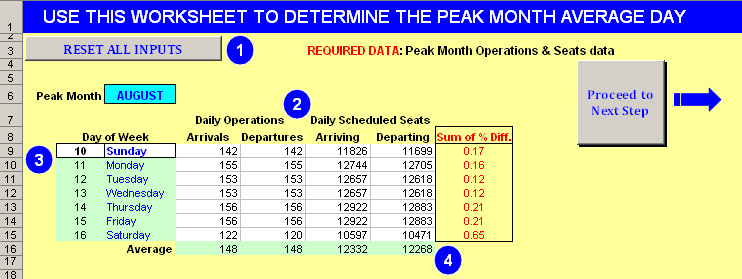 USE THIS WORKSHEET TO DETERMINE THE PEAK MONTH AVERAGE DAY
1
2
3
RESET ALL INPUTS
1
REQUIRED DATA: Peak Month Operations & Seats data
4
5
6
Peak Month AUGUST
Proceed to
Next Step
2
7
Daily Operations Daily Scheduled Seats
8
Day of Week Arrivals Departures Arriving Departing Sum of % Diff.
3
9 10 Sunday 142 142 11826 11699 0.17
10 11 Monday 155 155 12744 12705 0.16
11 12 Tuesday 153 153 12657 12618 0.12
12 13 Wednesday 153 153 12657 12618 0.12
13 14 Thursday 156 156 12922 12883 0.21
14 15 Friday 156 156 12922 12883 0.21
15 16 Saturday 122 120 10597 10471 0.65
16 Average 148 148 12332 12268
4
17
18